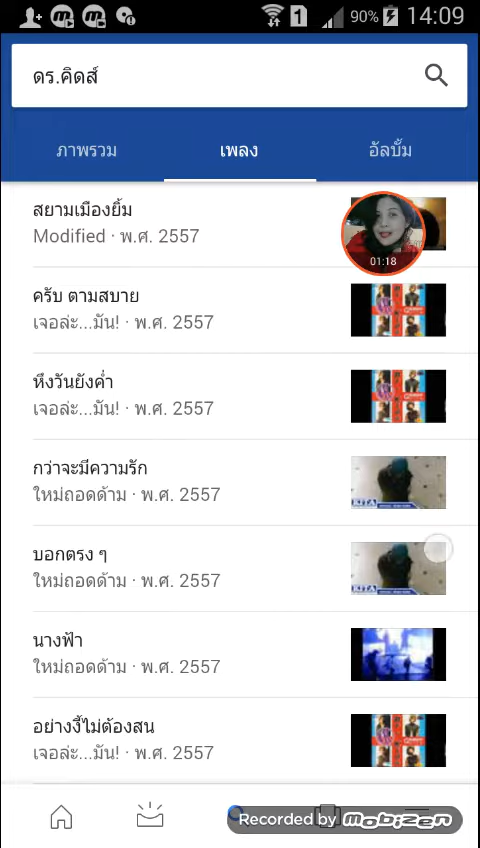 1
90%
14:09
ดร.คิดส์
ภาพรวม
เพลง
อัลบั้ม
สยามเมืองยิ้ม
Modified · พ.ศ. 2557
01:18
ครับ ตามสบาย
เจอล่ะ...มัน! · พ.ศ. 2557
หึงวันยังค่ำ
เจอล่ะ...มัน! · พ.ศ. 2557
กว่าจะมีความรัก
ใหม่ถอดด้าม · พ.ศ. 2557
KITA
บอกตรง ๆ
ใหม่ถอดด้าม · พ.ศ. 2557
KITA
นางฟ้า
ใหม่ถอดด้าม · พ.ศ. 2557
อย่างงี้ไม่ต้องสน
เจอล่ะ...มัน! · พ.ศ. 2557
Recorded by mobizen